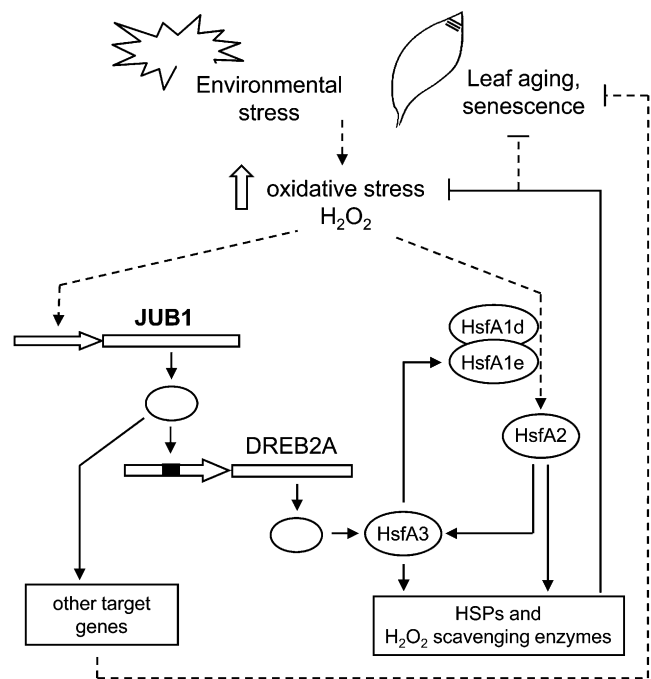 Environmental
stress
Leaf aging,
senescence
oxidative stress
H₂O₂
JUB1
HsfA1d
HsfA1e
HsfA2
DREB2A
HsfA3
other target
genes
HSPs and
H₂O₂ scavenging enzymes